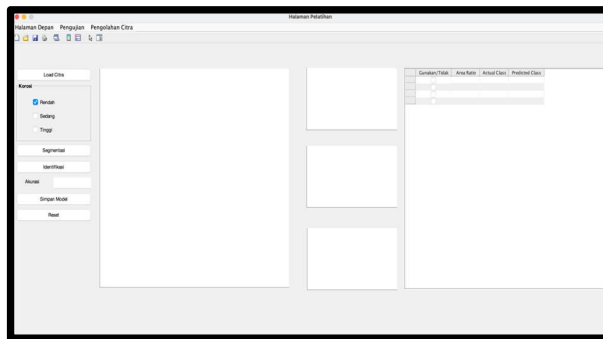 Halaman Pelatihan
Halaman Depan Pengujian Pengolahan Citra
Load Citra
Korosi
Rendah
Sedang
Tinggi
Segmentasi
Identifikasi
Akurasi
Simpan Model
Reset
Gunakan/Tidak Area Ratio Actual Class Predicted Class